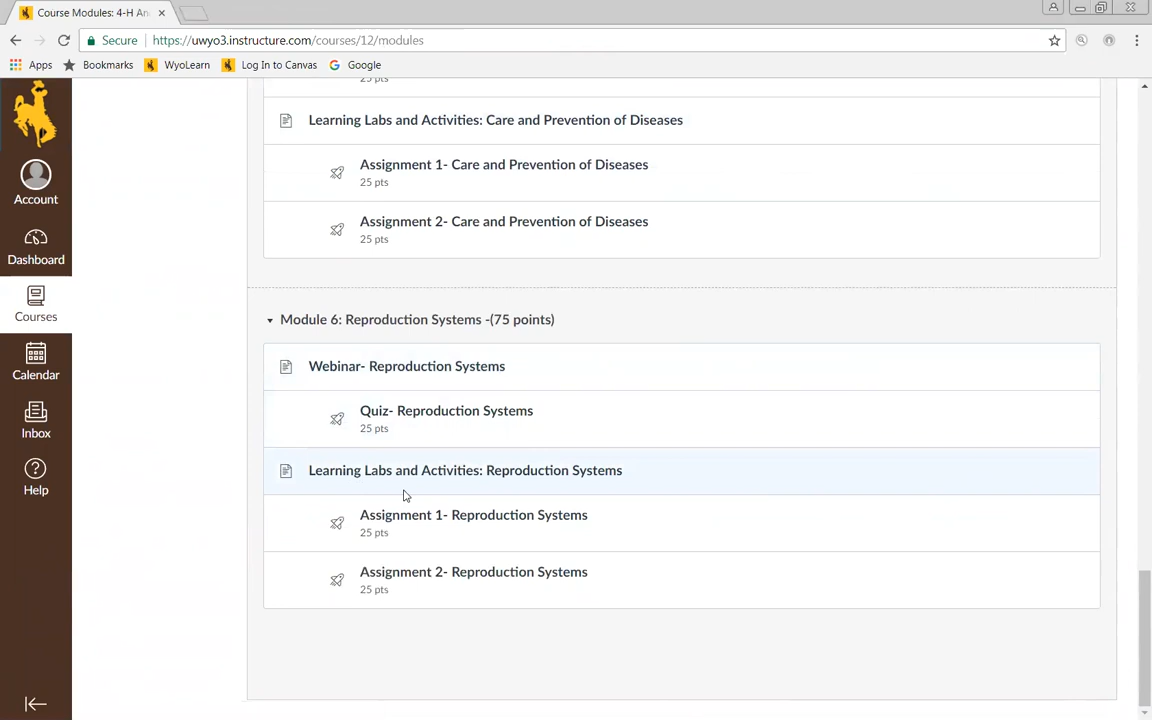 Course Modules: 4-H An
Secure
https://uwyo3.instructure.com/courses/12/modules
Apps
Bookmarks
WyoLearn
Log In to Canvas
Google
Account
Dashboard
Courses
Calendar
Inbox
Help
25 pts
Learning Labs and Activities: Care and Prevention of Diseases
Assignment 1- Care and Prevention of Diseases
25 pts
Assignment 2- Care and Prevention of Diseases
25 pts
Module 6: Reproduction Systems -(75 points)
Webinar- Reproduction Systems
Quiz- Reproduction Systems
25 pts
Learning Labs and Activities: Reproduction Systems
Assignment 1- Reproduction Systems
25 pts
Assignment 2- Reproduction Systems
25 pts